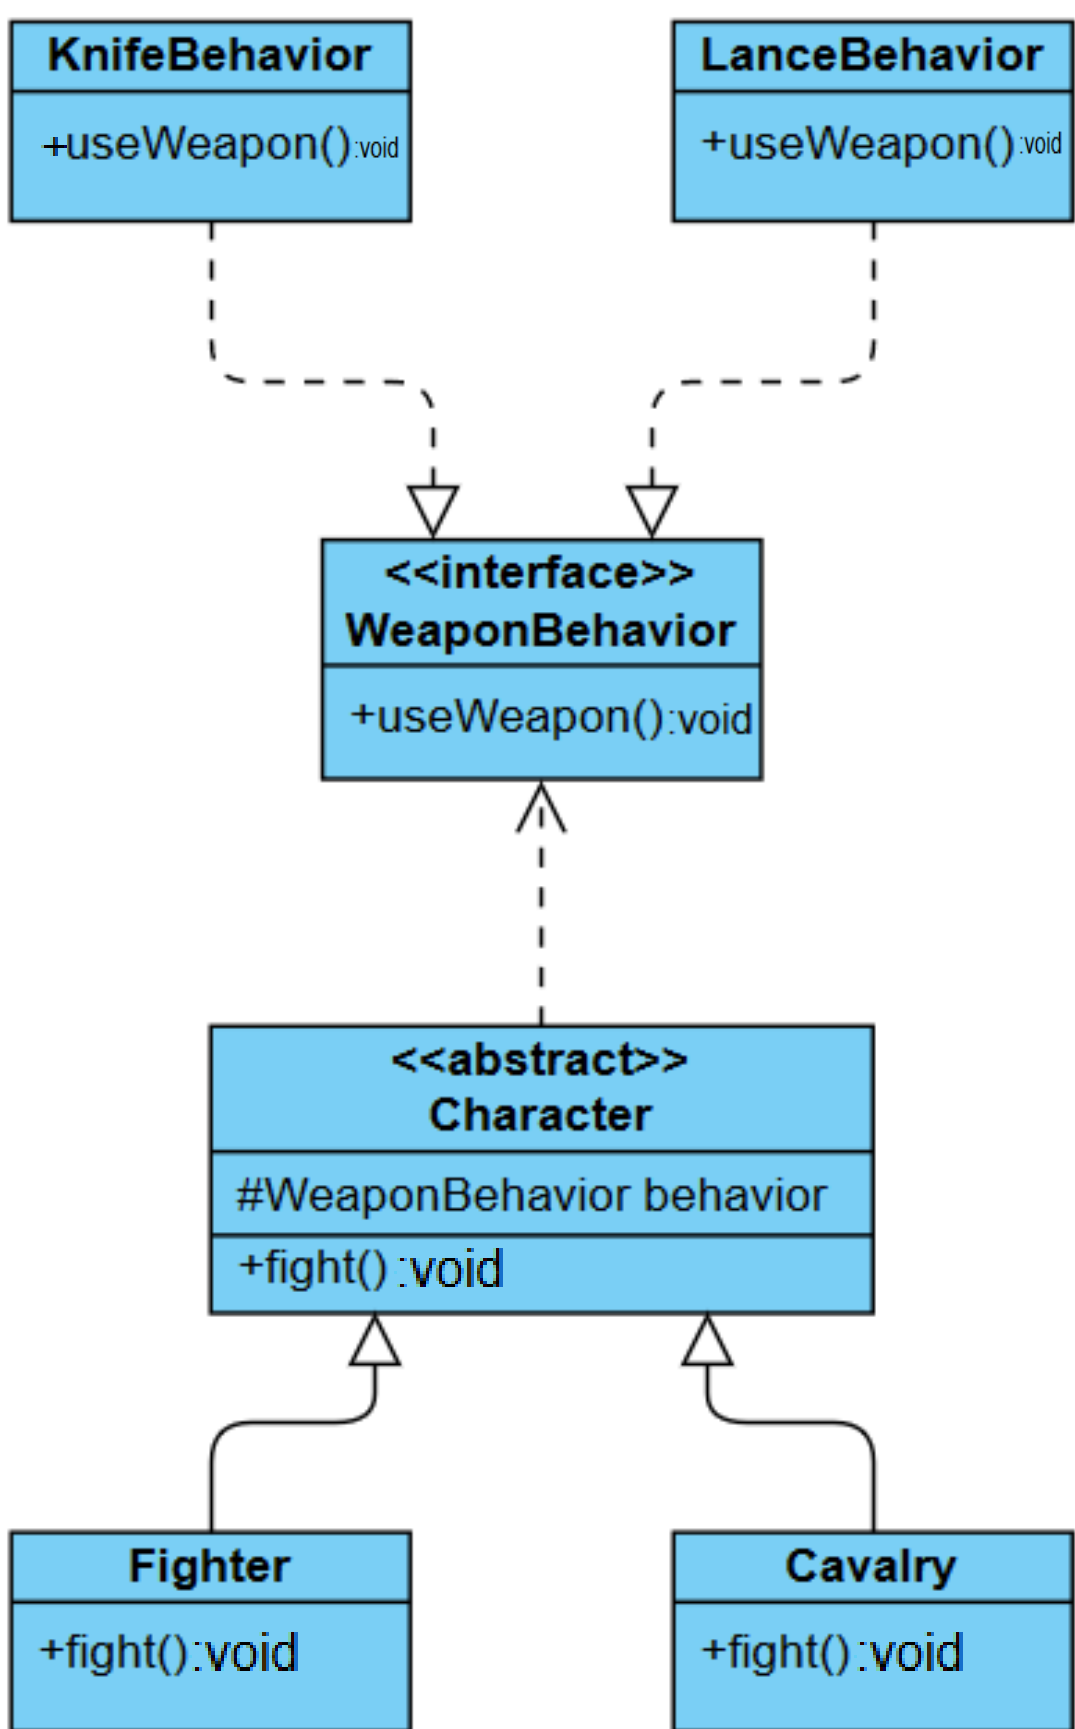 KnifeBehavior
+useWeapon():void
LanceBehavior
+useWeapon():void
<<interface>>
WeaponBehavior
+useWeapon():void
<<abstract>>
Character
#WeaponBehavior behavior
+fight():void
Fighter
+fight():void
Cavalry
+fight():void